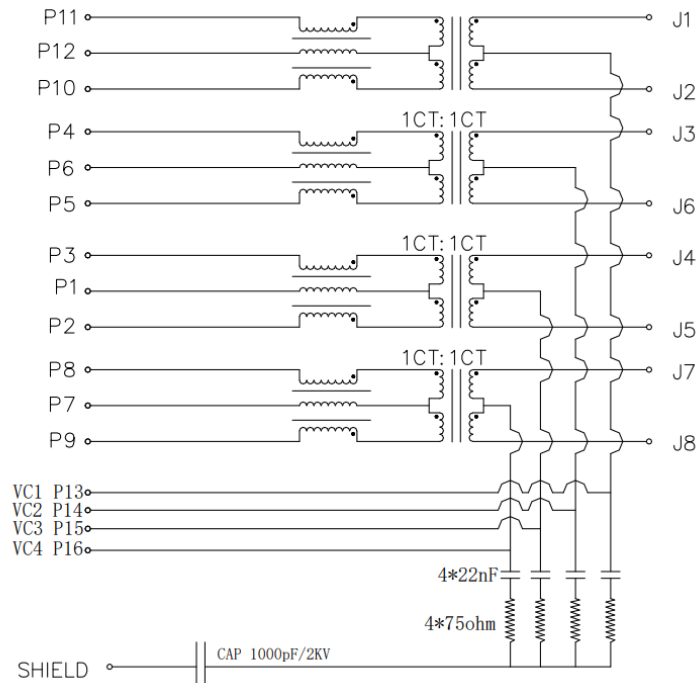 P11 J1
P12
P10 J2
1CT: 1CT
P4 J3
P6
P5 J6
1CT: 1CT
P3 J4
P1
P2 J5
1CT: 1CT
P8 J7
P7
P9 J8
VC1 P13
VC2 P14
VC3 P15
VC4 P16
4*22nF
4*75ohm
CAP 1000pF/2KV
SHIELD